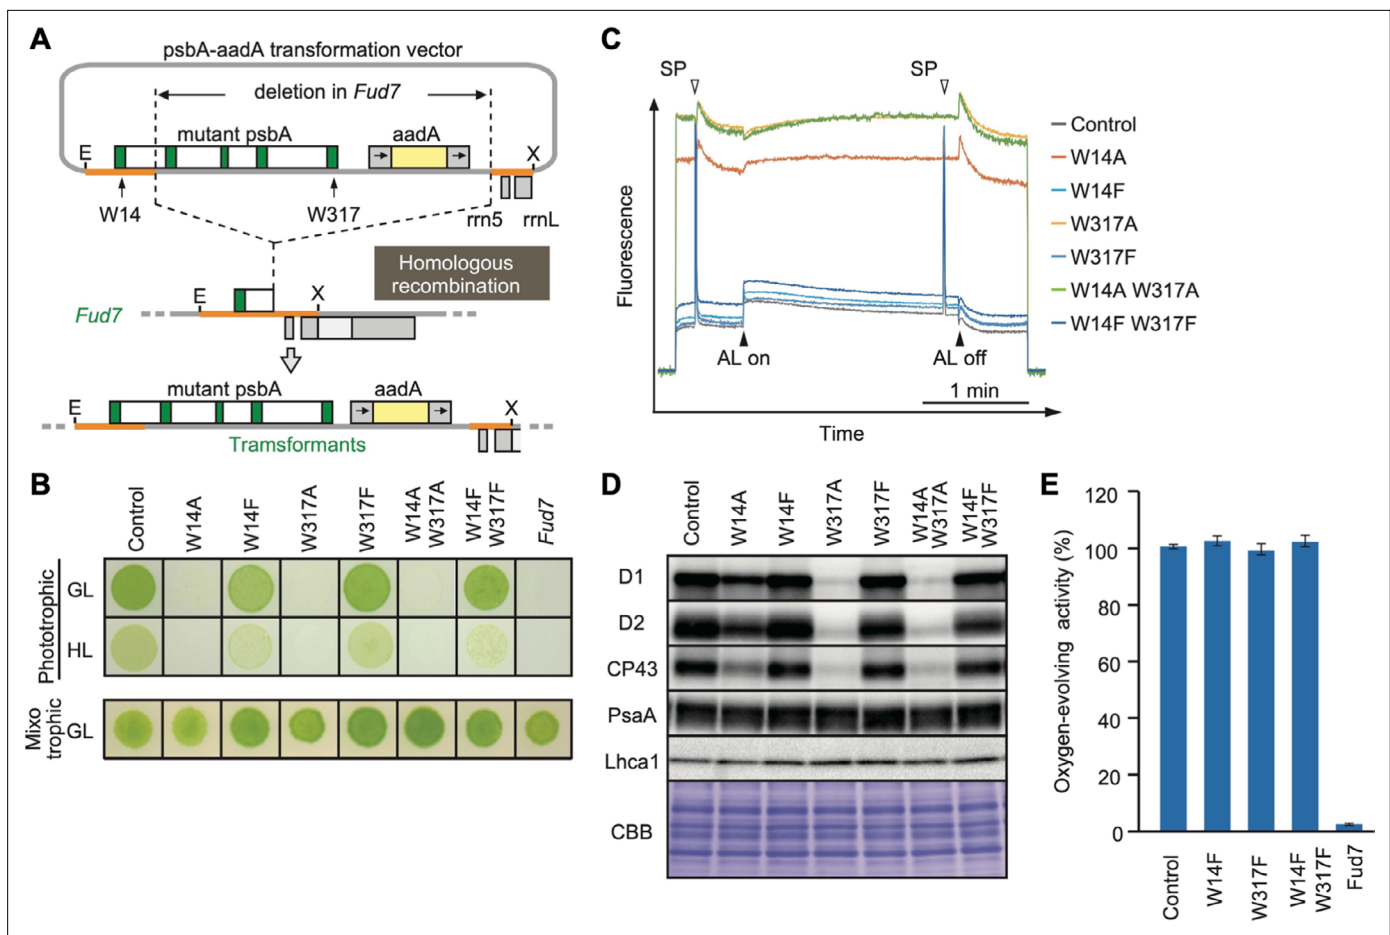 A
psbA-aadA transformation vector
deletion in Fud7
mutant psbA
aadA
E
X
W14
W317
rrn5
rrnL
Homologous
recombination
E
X
Fud7
mutant psbA
aadA
E
X
Tramsformants
B
Control
W14A
W14F
W317A
W317F
W14A
W317A
W14F
W317F
Fud7
Phototrophic
GL
HL
Mixo
trophic
GL
C
SP
SP
Fluorescence
AL on
AL off
1 min
Time
Control
W14A
W14F
W317A
W317F
W14A W317A
W14F W317F
D
Control
W14A
W14F
W317A
W317F
W14A
W317A
W14F
W317F
D1
D2
CP43
PsaA
Lhca1
CBB
E
Oxygen-evolving activity (%)
120
100
80
60
40
20
0
Control
W14F
W317F
W14F
W317F
Fud7